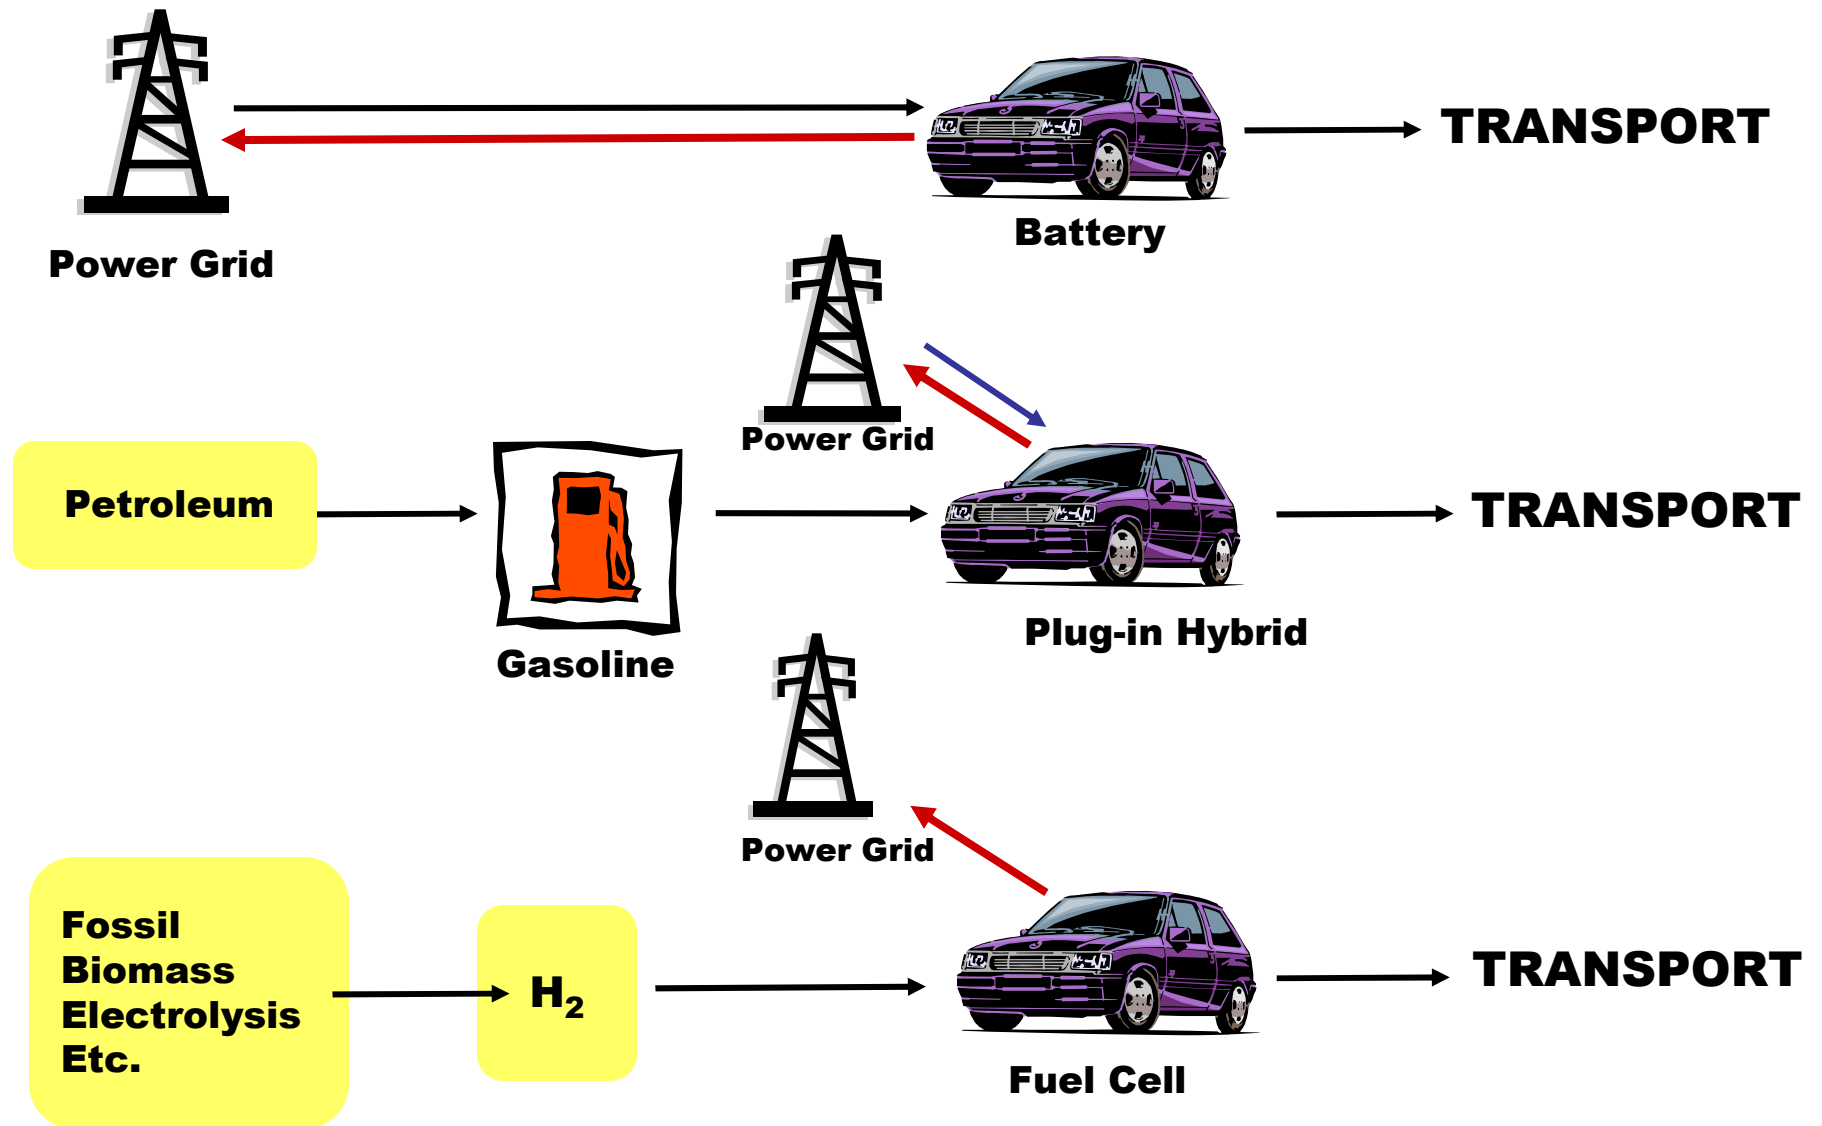 TRANSPORT
Battery
Power Grid
Power Grid
Petroleum
TRANSPORT
Plug-in Hybrid
Gasoline
Power Grid
Fossil
Biomass
Electrolysis
Etc.
H₂
TRANSPORT
Fuel Cell